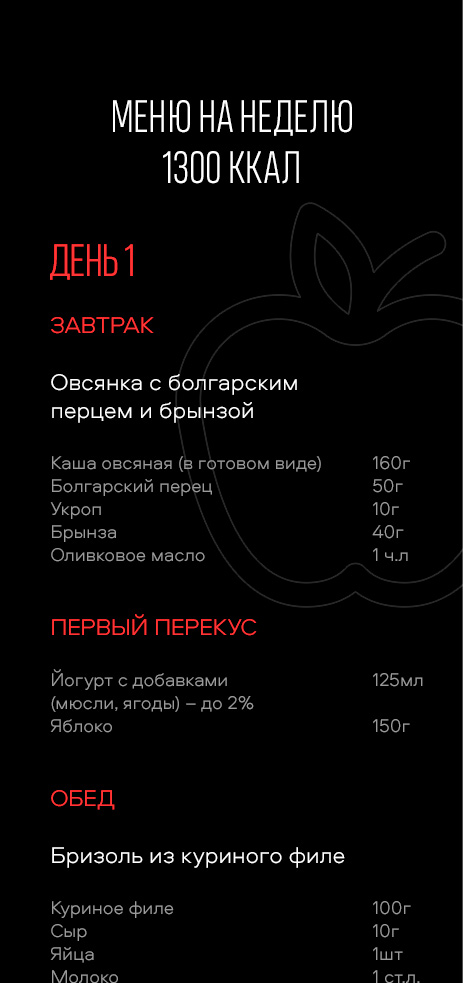 МЕНЮ НА НЕДЕЛЮ
1300 ККАЛ
ДЕНЬ 1
ЗАВТРАК
Овсянка с болгарским
перцем и брынзой
Каша овсяная (в готовом виде) 160г
Болгарский перец 50г
Укроп 10г
Брынза 40г
Оливковое масло 1 ч.л
ПЕРВЫЙ ПЕРЕКУС
Йогурт с добавками 125мл
(мюсли, ягоды) – до 2%
Яблоко 150г
ОБЕД
Бризоль из куриного филе
Куриное филе 100г
Сыр 10г
Яйца 1шт
Молоко 1 ст.л.